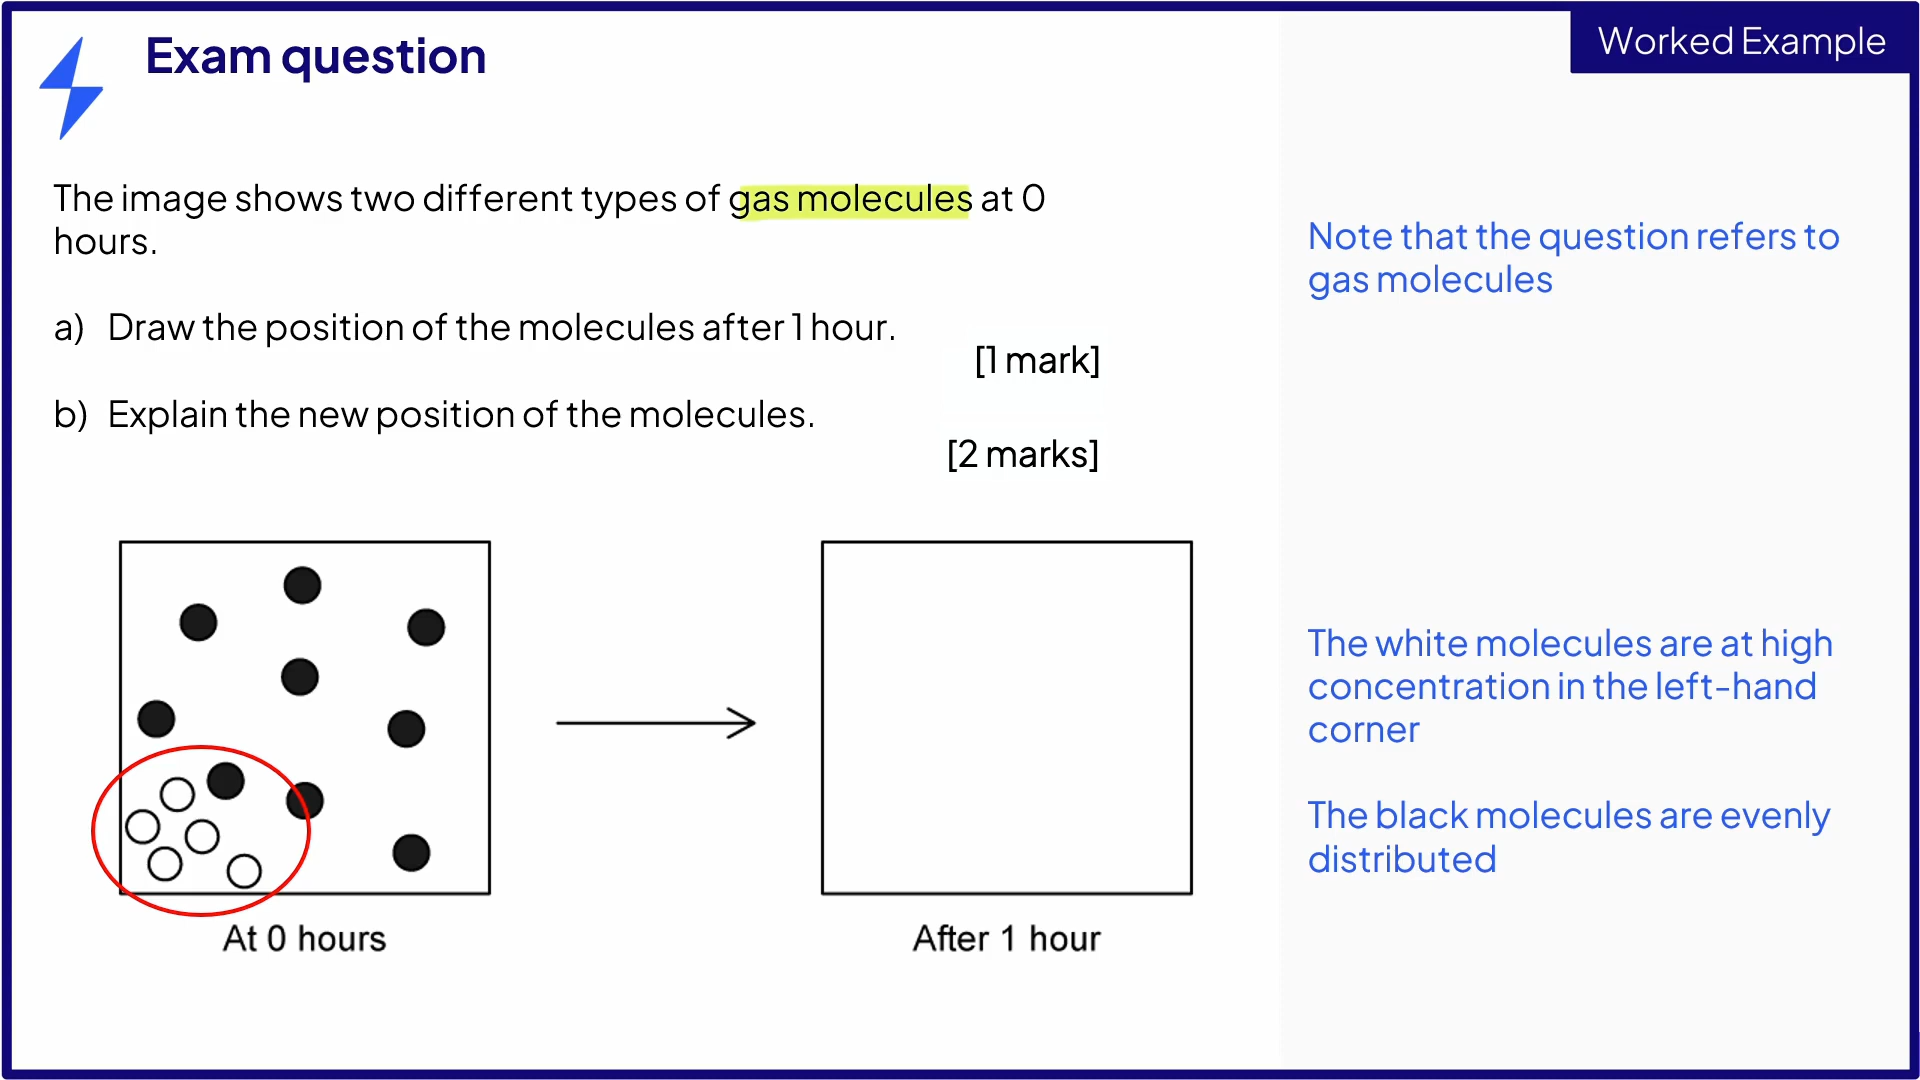 Exam question
Worked Example
The image shows two different types of gas molecules at 0
hours.
a) Draw the position of the molecules after 1 hour.
[1 mark]
b) Explain the new position of the molecules.
[2 marks]
At 0 hours
After 1 hour
Note that the question refers to
gas molecules
The white molecules are at high
concentration in the left-hand
corner
The black molecules are evenly
distributed